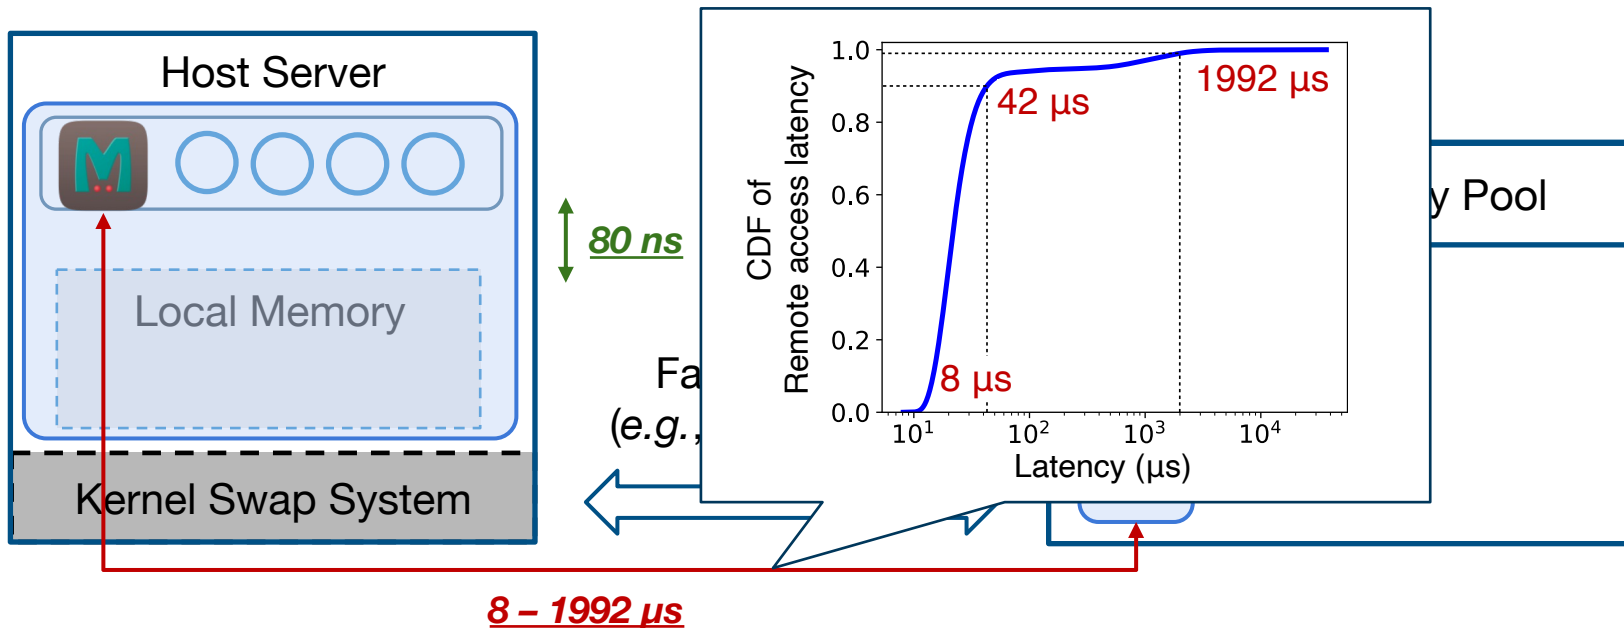 Host Server
M
80 ns
Local Memory
Kernel Swap System
8 – 1992 μs
Fa
(e.g.,
y Pool
CDF of
Remote access latency
1.0
0.8
0.6
0.4
0.2
0.0
1992 μs
42 μs
8 μs
10¹
10²
10³
10⁴
Latency (μs)